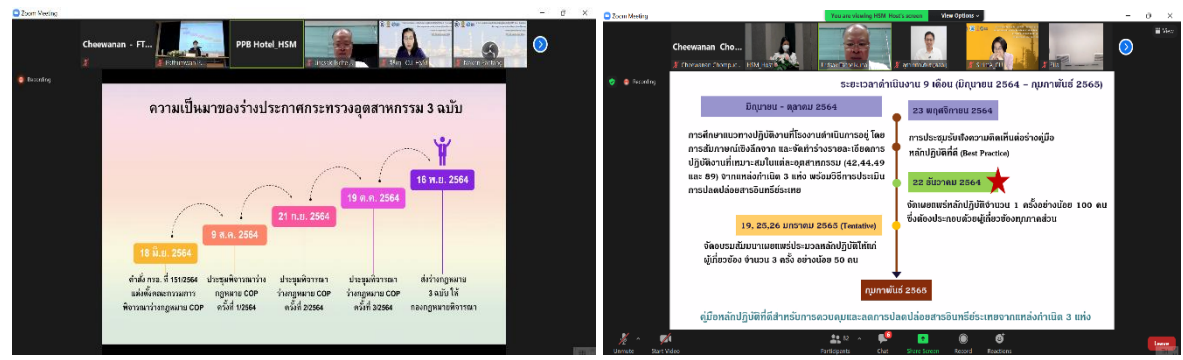 Zoom Meeting
Cheewanan - FT...
PPB Hotel_HSM
Recording
ความเป็นมาของร่างประกาศกระทรวงอุตสาหกรรม 3 ฉบับ
16 พ.ย. 2564
19 ต.ค. 2564
21 ก.ย. 2564
9 ส.ค. 2564
18 มิ.ย. 2564
คำสั่ง กรอ. ที่ 151/2564
แต่งตั้งคณะกรรมการ
พิจารณาร่างกฎหมาย COP
ประชุมพิจารณาร่าง
กฎหมาย COP
ครั้งที่ 1/2564
ประชุมพิจารณา
ร่างกฎหมาย COP
ครั้งที่ 2/2564
ประชุมพิจารณา
ร่างกฎหมาย COP
ครั้งที่ 3/2564
ส่งร่างกฎหมาย
3 ฉบับ ให้
กองกฎหมายพิจารณา
Zoom Meeting
You are viewing HSM Host's screen
View Options
View
Cheewanan Cho...
Recording
ระยะเวลาดำเนินงาน 9 เดือน (มิถุนายน 2564 – กุมภาพันธ์ 2565)
มิถุนายน - ตุลาคม 2564
การศึกษาแนวทางปฏิบัติงานที่โรงงานดำเนินการอยู่ โดย
การสัมภาษณ์เชิงลึกจาก และจัดทำร่างรายละเอียดการ
ปฏิบัติงานที่เหมาะสมในแต่ละอุตสาหกรรม (42,44,49
และ 89) จากแหล่งกำเนิด 3 แห่ง พร้อมวิธีการประเมิน
การปลดปล่อยสารอินทรีย์ระเหย
23 พฤศจิกายน 2564
การประชุมรับฟังความคิดเห็นต่อร่างคู่มือ
หลักปฏิบัติที่ดี (Best Practice)
22 ธันวาคม 2564
จัดเผยแพร่หลักปฏิบัติจำนวน 1 ครั้งอย่างน้อย 100 คน
ซึ่งต้องประกอบด้วยผู้เกี่ยวข้องทุกภาคส่วน
19, 25,26 มกราคม 2565 (Tentative)
จัดอบรมสัมมนาเผยแพร่ประมวลหลักปฏิบัติให้แก่
ผู้เกี่ยวข้อง จำนวน 3 ครั้ง อย่างน้อย 50 คน
กุมภาพันธ์ 2565
คู่มือหลักปฏิบัติที่ดีสำหรับการควบคุมและลดการปลดปล่อยสารอินทรีย์ระเหยจากแหล่งกำเนิด 3 แห่ง
Unmute
Start Video
Participants
Chat
Share Screen
Record
Reactions
Leave